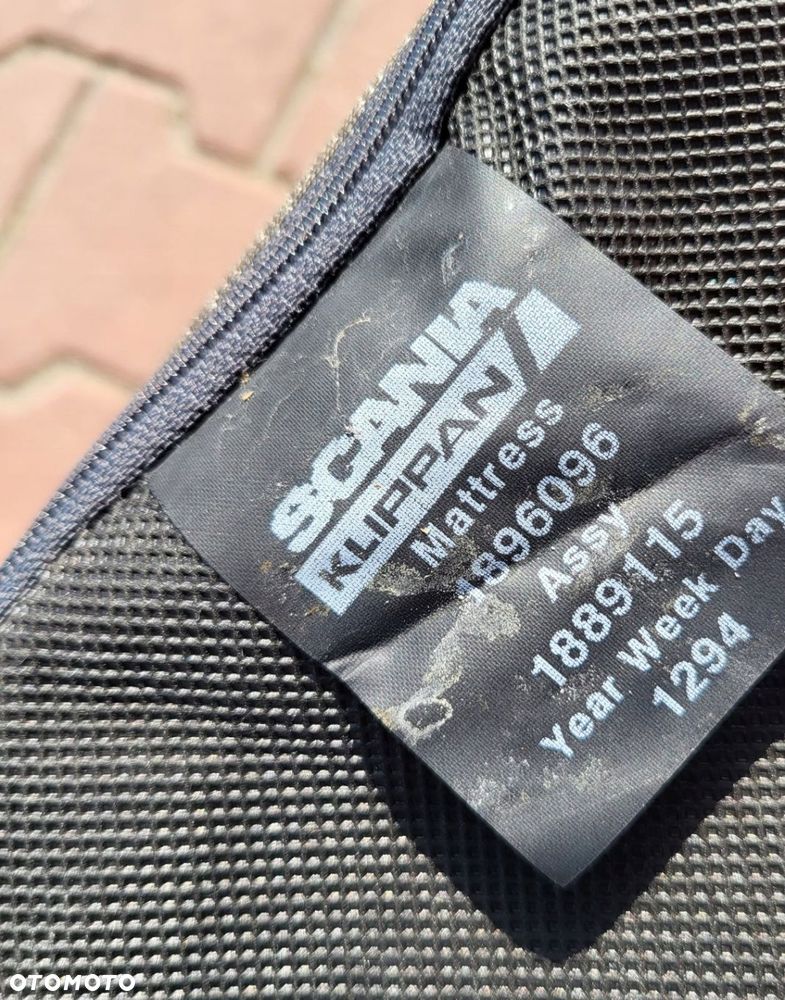 SCANIA
KLIPPAN
Mattress
1896096
Assy
1889115
Year Week Day
1294
OTOMOTO